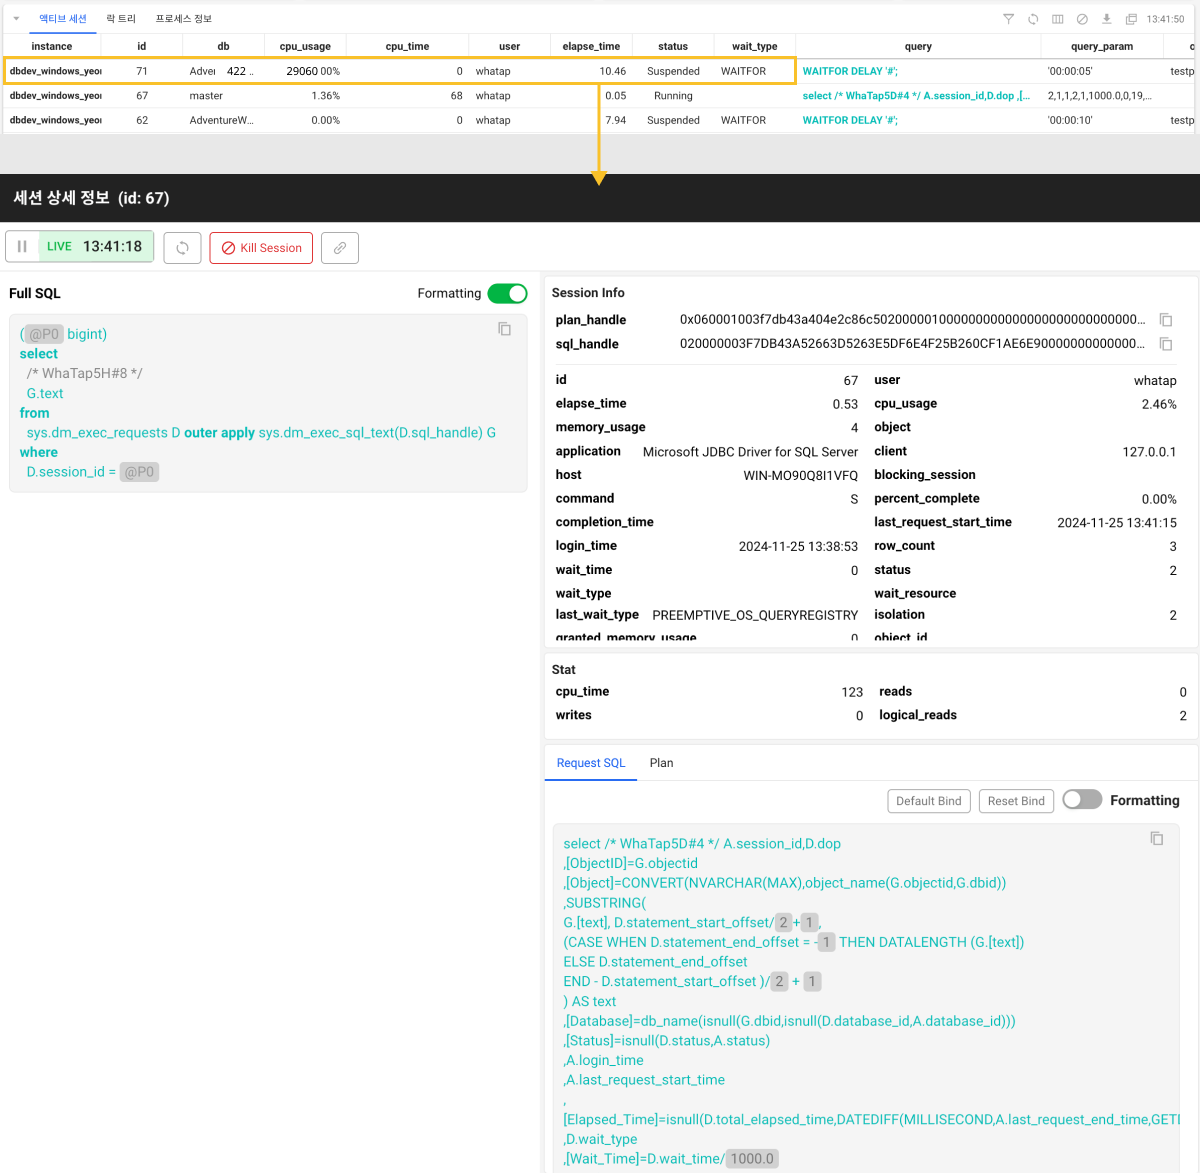 액티브 세션 락 트리 프로세스 정보 13:41:50
instance id db cpu_usage cpu_time user elapse_time status wait_type query query_param
dbdev_windows_yeo 71 Adve 422 .. 29060 00% 0 whatap 10.46 Suspended WAITFOR WAITFOR DELAY '#'; '00:00:05' testp
dbdev_windows_yeo 67 master 1.36% 68 whatap 0.05 Running select /* WhaTap5D#4 */ A.session_id,D.dop ,[... 2,1,1,2,1,1000.0,0,19,...
dbdev_windows_yeo 62 AdventureW... 0.00% 0 whatap 7.94 Suspended WAITFOR WAITFOR DELAY '#'; '00:00:10' testp
세션 상세 정보 (id: 67)
LIVE 13:41:18 Kill Session
Full SQL Formatting
(@P0 bigint)
select
/* WhaTap5H#8 */
G.text
from
sys.dm_exec_requests D outer apply sys.dm_exec_sql_text(D.sql_handle) G
where
D.session_id = @P0
Session Info
plan_handle 0x060001003f7db43a404e2c86c5020000010000000000000000000000000000...
sql_handle 020000003F7DB43A52663D5263E5DF6E4F25B260CF1AE6E90000000000000...
id 67 user whatap
elapse_time 0.53 cpu_usage 2.46%
memory_usage 4 object
application Microsoft JDBC Driver for SQL Server client 127.0.0.1
host WIN-MO90Q8I1VFQ blocking_session
command S percent_complete 0.00%
completion_time last_request_start_time 2024-11-25 13:41:15
login_time 2024-11-25 13:38:53 row_count 3
wait_time 0 status 2
wait_type wait_resource
last_wait_type PREEMPTIVE_OS_QUERYREGISTRY isolation 2
granted_memory_usage 0 object_id
Stat
cpu_time 123 reads 0
writes 0 logical_reads 2
Request SQL Plan
Default Bind Reset Bind Formatting
select /* WhaTap5D#4 */ A.session_id,D.dop
,[ObjectID]=G.objectid
,[Object]=CONVERT(NVARCHAR(MAX),object_name(G.objectid,G.dbid))
,SUBSTRING(
G.[text], D.statement_start_offset/2+1,
(CASE WHEN D.statement_end_offset = -1 THEN DATALENGTH (G.[text])
ELSE D.statement_end_offset
END - D.statement_start_offset )/2 + 1
) AS text
,[Database]=db_name(isnull(G.dbid,isnull(D.database_id,A.database_id)))
,[Status]=isnull(D.status,A.status)
,A.login_time
,A.last_request_start_time
,
[Elapsed_Time]=isnull(D.total_elapsed_time,DATEDIFF(MILLISECOND,A.last_request_end_time,GET
,D.wait_type
,[Wait_Time]=D.wait_time/1000.0